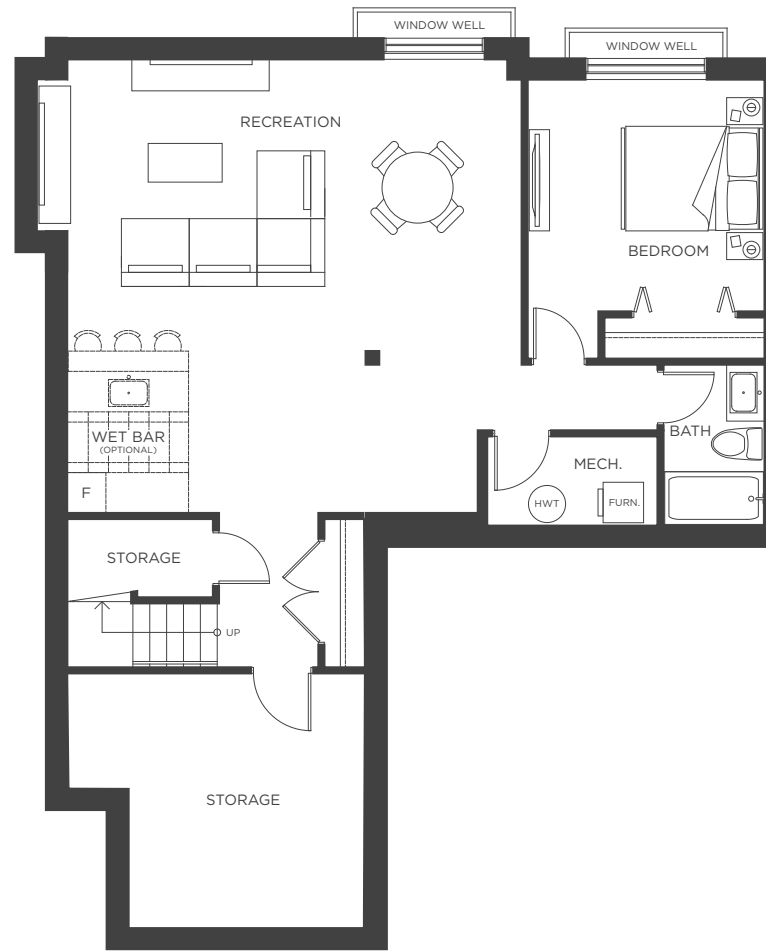 WINDOW WELL
WINDOW WELL
RECREATION
BEDROOM
BATH
WET BAR
(OPTIONAL)
MECH.
F
HWT
FURN.
STORAGE
UP
STORAGE